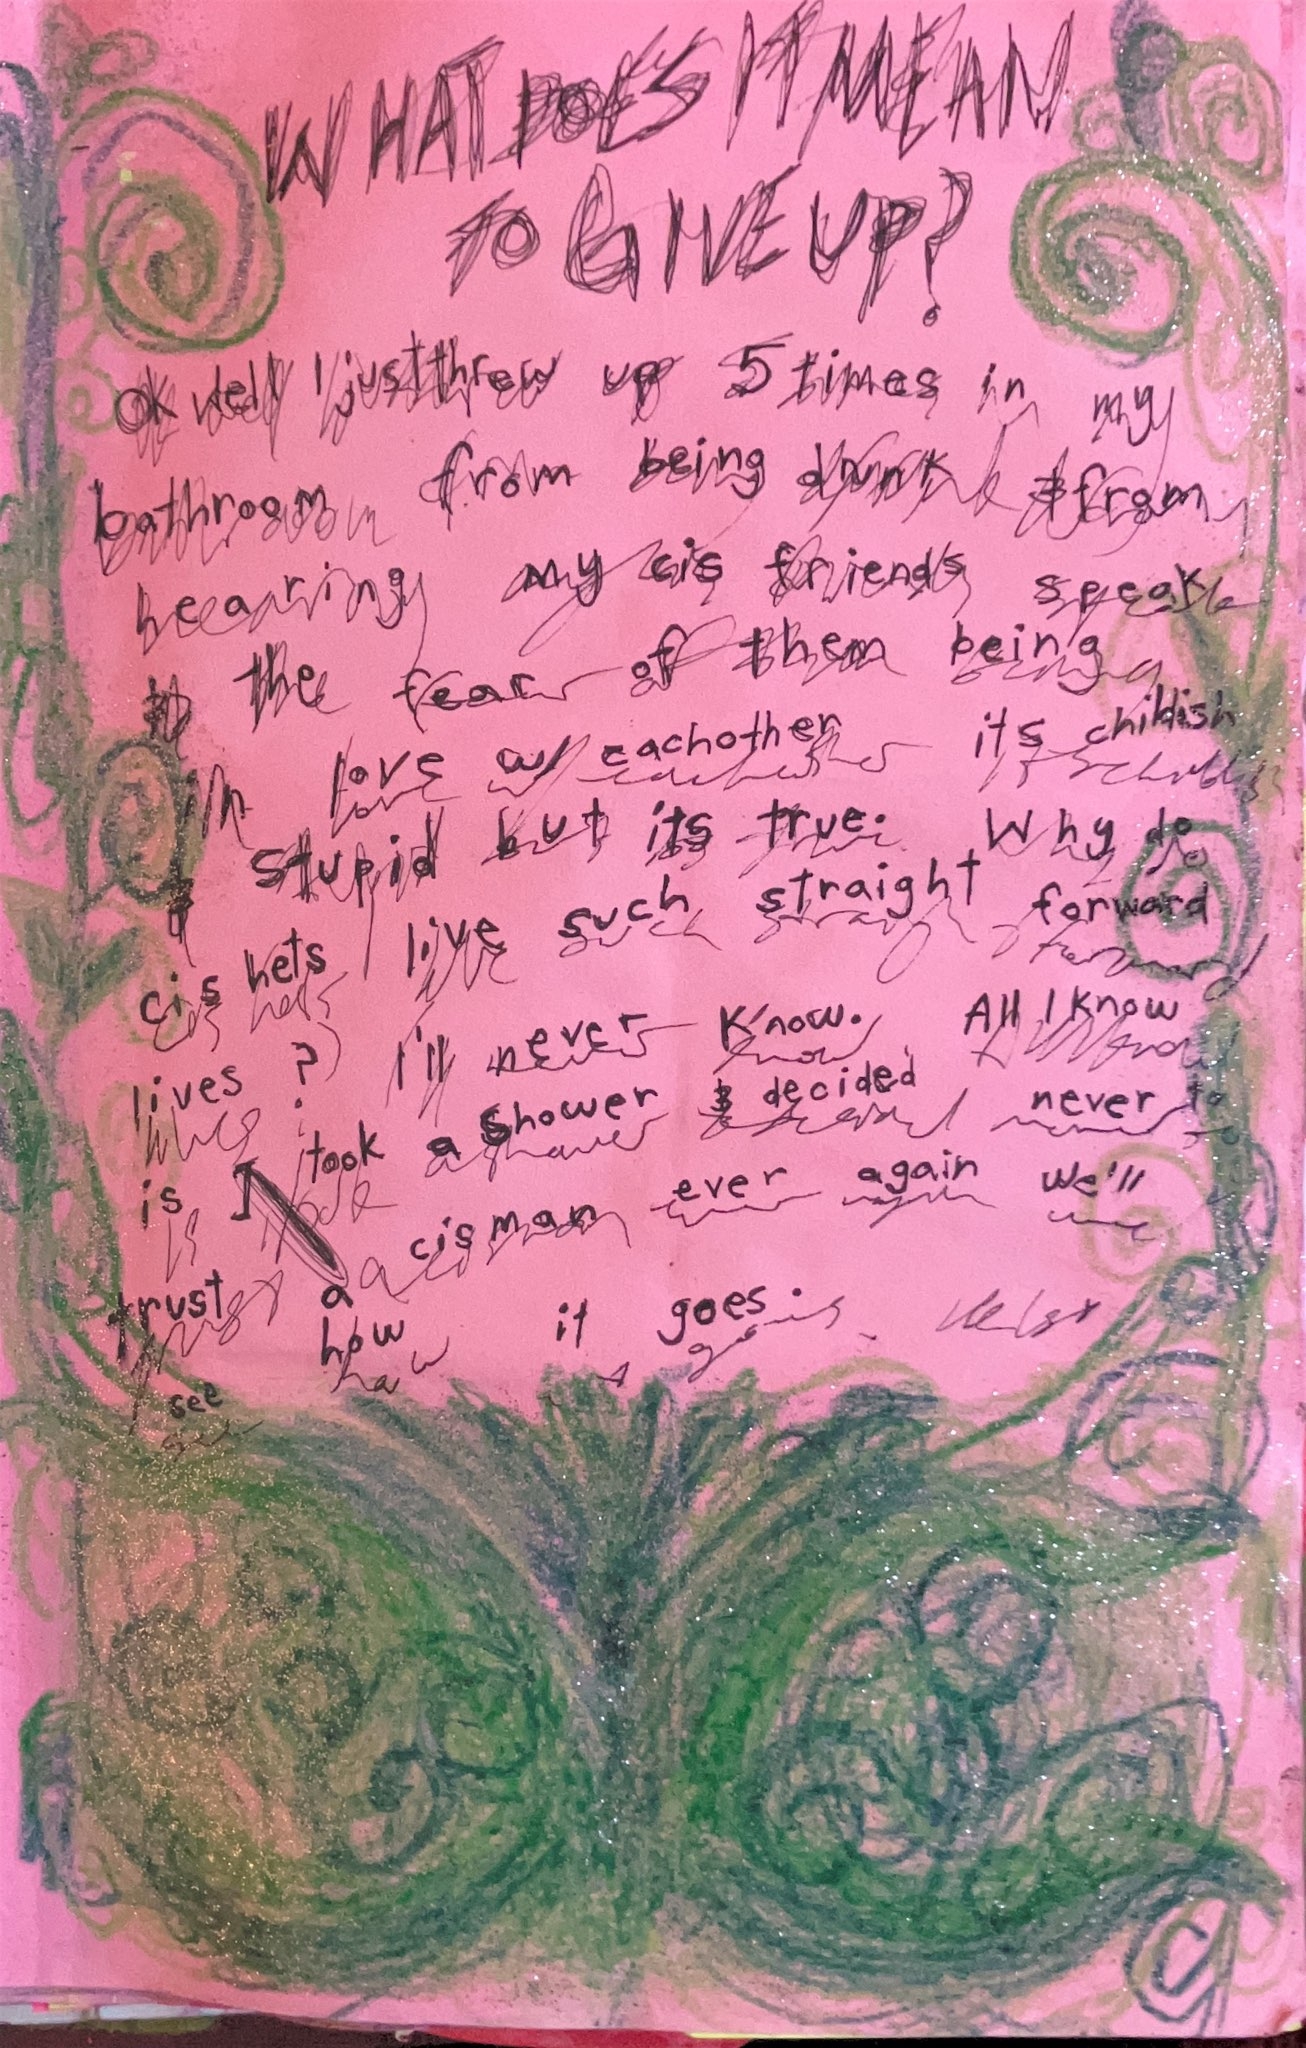 WHAT DOES IT MEAN
TO GIVE UP?
OK well I just threw up 5 times in my
bathroom from being drunk & from
hearing my cis friends speak
the fear of them being
in love w/ eachother its childish
& stupid but its true. Why do
cis hets live such straight forward
lives? I'll never know. All I know
is I took a shower & decided never to
trust a cis man ever again we'll
see how it goes.